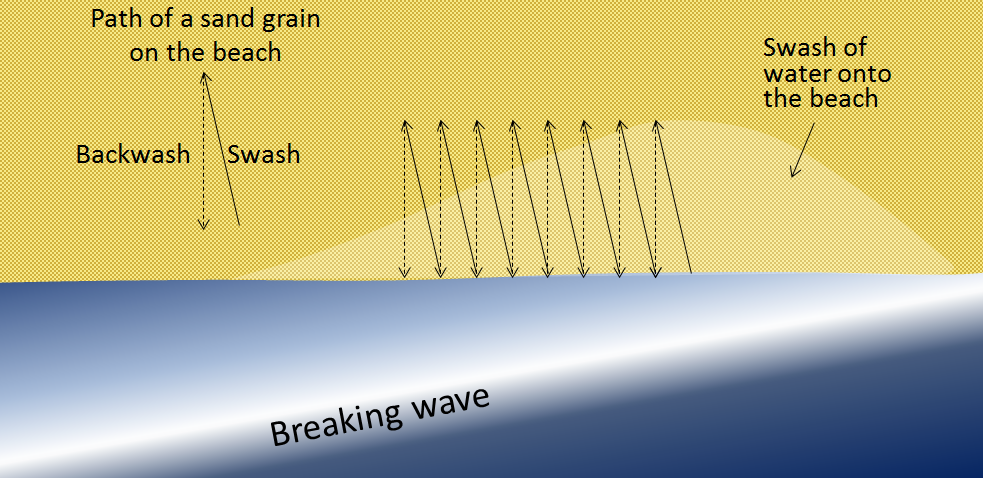 Path of a sand grain
on the beach
Swash of
water onto
the beach
Backwash
Swash
Breaking wave